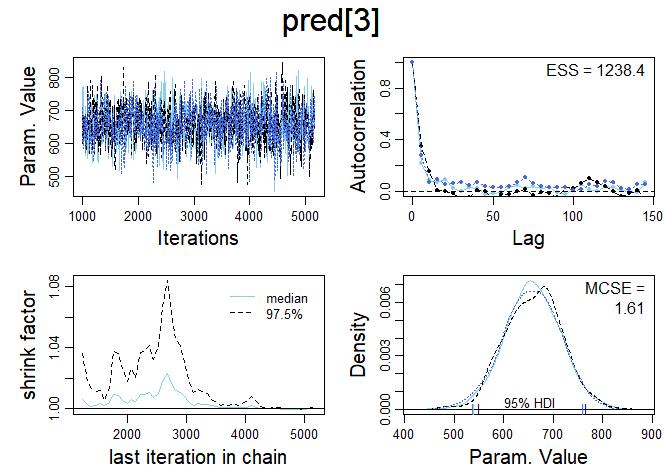 pred[3]
Param. Value
800
700
600
500
1000 2000 3000 4000 5000
Iterations
Autocorrelation
0.8
0.4
0.0
ESS = 1238.4
0 50 100 150
Lag
shrink factor
1.08
1.04
1.00
median
97.5%
2000 3000 4000 5000
last iteration in chain
Density
0.006
0.003
0.000
MCSE =
1.61
95% HDI
400 500 600 700 800 900
Param. Value